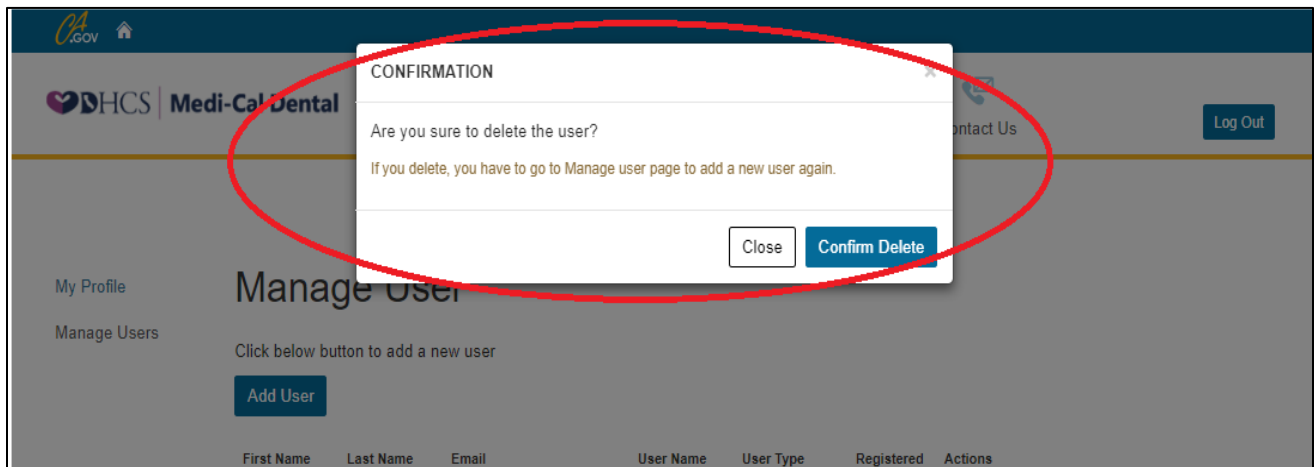 CA.GOV
CONFIRMATION ×
DHCS | Medi-Cal Dental
Are you sure to delete the user?
ontact Us
Log Out
If you delete, you have to go to Manage user page to add a new user again.
Close Confirm Delete
My Profile
Manage User
Manage Users
Click below button to add a new user
Add User
First Name Last Name Email User Name User Type Registered Actions